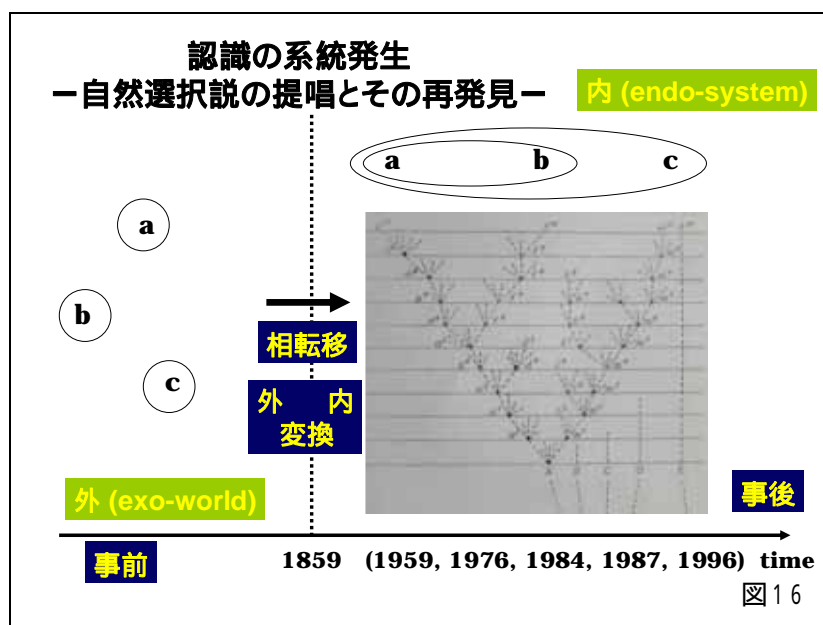 認識の系統発生
ー自然選択説の提唱とその再発見ー
内 (endo-system)
a b c
a
b
c
相転移
外 内
変換
外 (exo-world)
事後
事前
1859 (1959, 1976, 1984, 1987, 1996) time
図16